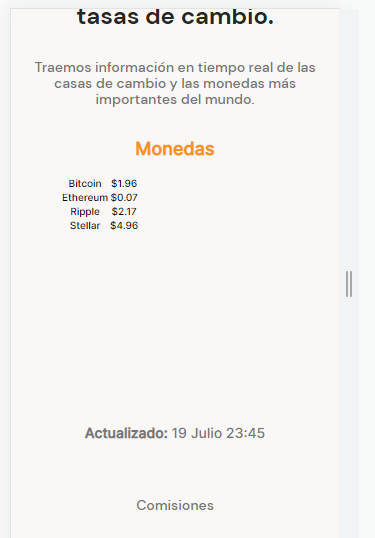 tasas de cambio.
Traemos información en tiempo real de las
casas de cambio y las monedas más
importantes del mundo.
Monedas
Bitcoin $1.96
Ethereum $0.07
Ripple $2.17
Stellar $4.96
Actualizado: 19 Julio 23:45
Comisiones